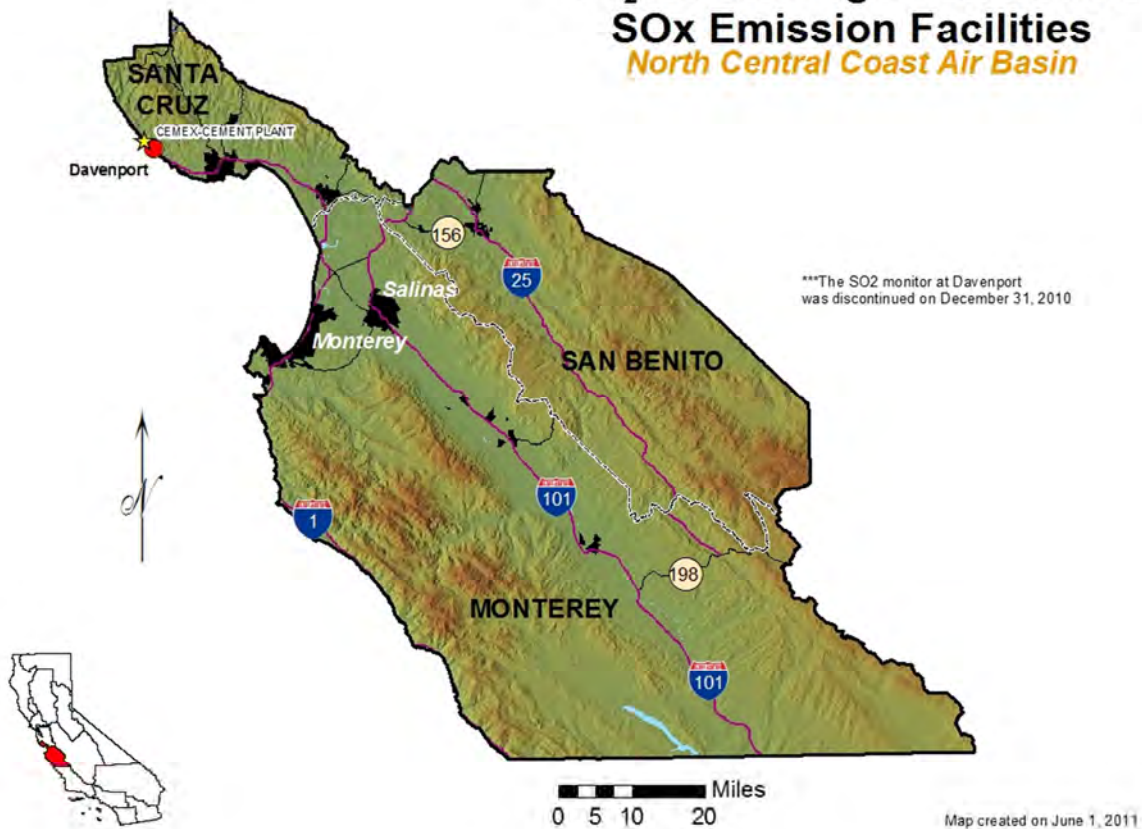 SOx Emission Facilities
North Central Coast Air Basin
SANTA
CRUZ
CEMEX-CEMENT PLANT
Davenport
156
25
***The SO2 monitor at Davenport
was discontinued on December 31, 2010
Salinas
Monterey
SAN BENITO
N
101
1
198
MONTEREY
101
Miles
0 5 10 20
Map created on June 1, 2011